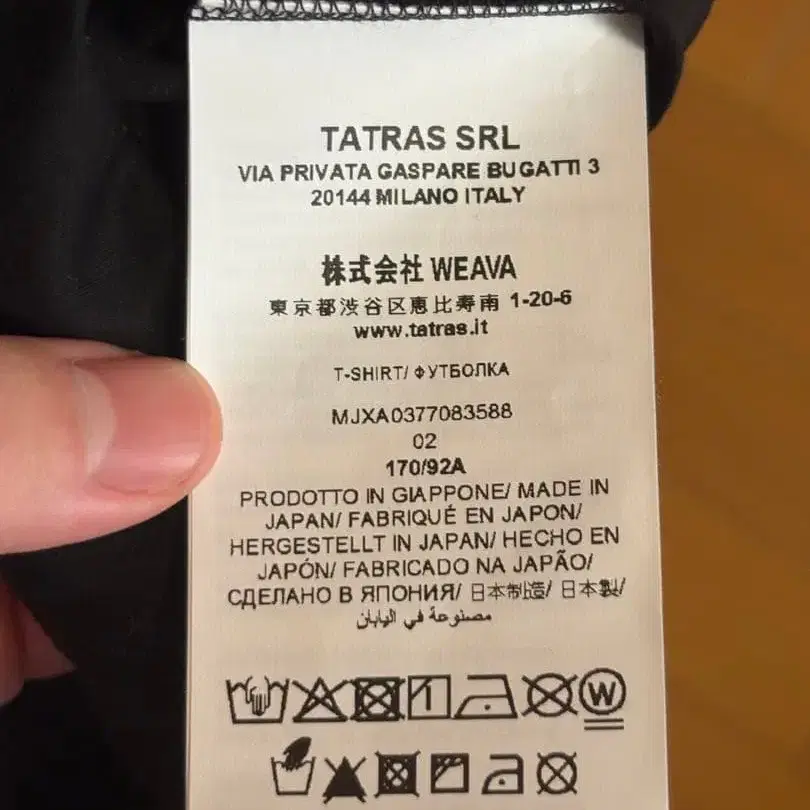 TATRAS SRL
VIA PRIVATA GASPARE BUGATTI 3
20144 MILANO ITALY
株式会社 WEAVA
東京都渋谷区恵比寿南 1-20-6
www.tatras.it
T-SHIRT/ ФУТБОЛКА
MJXA0377083588
02
170/92A
PRODOTTO IN GIAPPONE/ MADE IN
JAPAN/ FABRIQUÉ EN JAPON/
HERGESTELLT IN JAPAN/ HECHO EN
JAPÓN/ FABRICADO NA JAPÃO/
СДЕЛАНО В ЯПОНИЯ/ 日本制造/ 日本製/
مصنوعة في اليابان
W